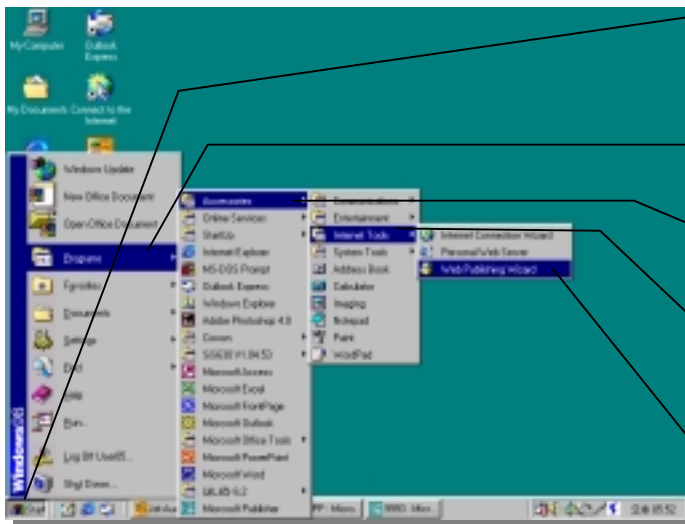 My Computer
Outlook
Express
My Documents
Connect to the
Internet
Windows Update
New Office Document
Open Office Document
Programs
Favorites
Documents
Settings
Find
Help
Run...
Log Off
Shut Down...
Windows98
Accessories
Online Services
StartUp
Internet Explorer
MS-DOS Prompt
Outlook Express
Windows Explorer
Adobe Photoshop 4.0
Microsoft Access
Microsoft Excel
Microsoft FrontPage
Microsoft Outlook
Microsoft Office Tools
Microsoft PowerPoint
Microsoft Word
Microsoft Publisher
Communications
Entertainment
Internet Tools
System Tools
Address Book
Calculator
Imaging
Notepad
Paint
WordPad
Internet Connection Wizard
Personal Web Server
Web Publishing Wizard
Start